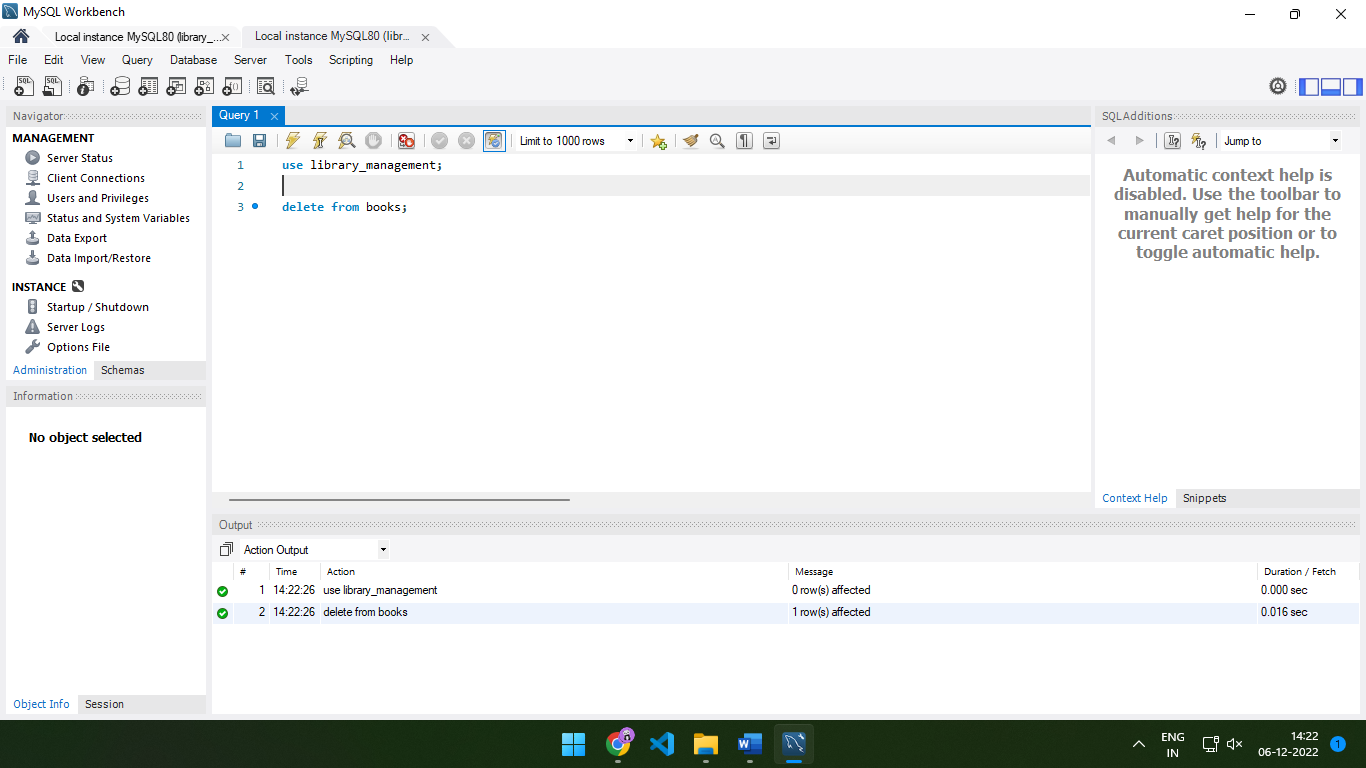 MySQL Workbench
Local instance MySQL80 (library_... Local instance MySQL80 (libr...
File Edit View Query Database Server Tools Scripting Help
Navigator
MANAGEMENT
Server Status
Client Connections
Users and Privileges
Status and System Variables
Data Export
Data Import/Restore
INSTANCE
Startup / Shutdown
Server Logs
Options File
Administration Schemas
Information
No object selected
Object Info Session
Query 1
Limit to 1000 rows
1 use library_management;
2
3 delete from books;
SQLAdditions
Jump to
Automatic context help is
disabled. Use the toolbar to
manually get help for the
current caret position or to
toggle automatic help.
Context Help Snippets
Output
Action Output
# Time Action Message Duration / Fetch
1 14:22:26 use library_management 0 row(s) affected 0.000 sec
2 14:22:26 delete from books 1 row(s) affected 0.016 sec
ENG
IN
14:22
06-12-2022
1